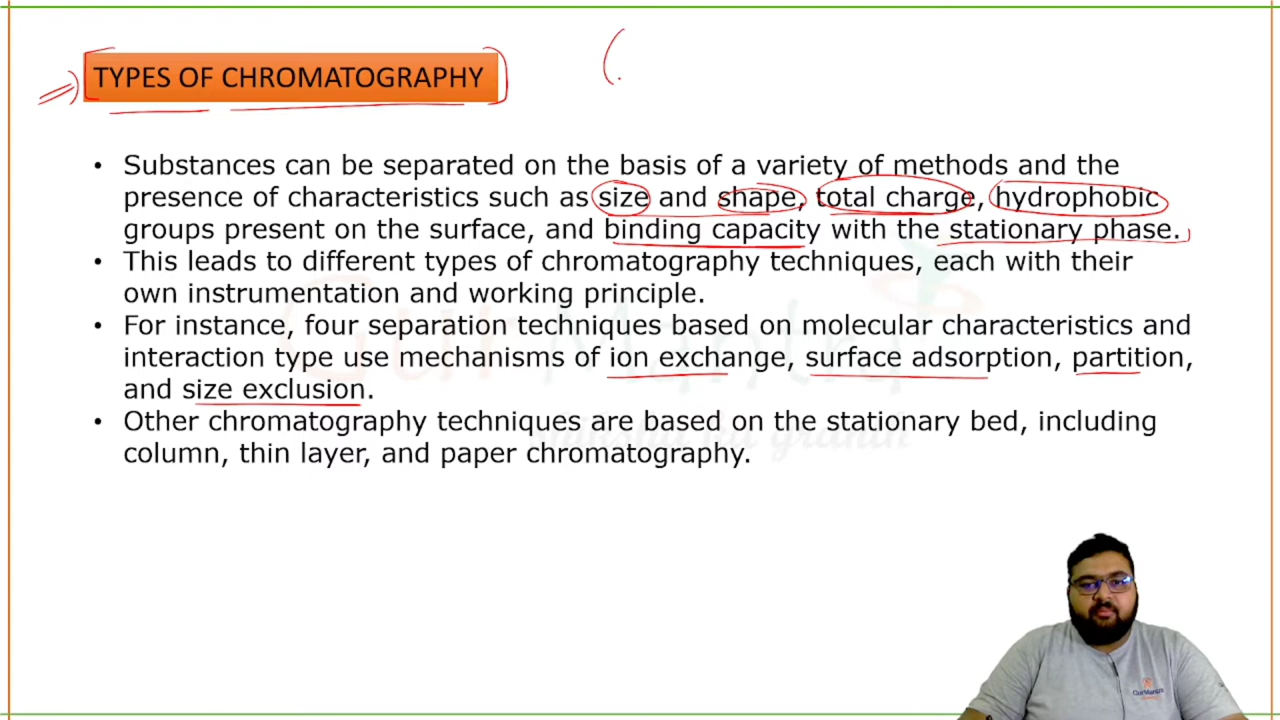 TYPES OF CHROMATOGRAPHY
• Substances can be separated on the basis of a variety of methods and the
presence of characteristics such as size and shape, total charge, hydrophobic
groups present on the surface, and binding capacity with the stationary phase.
• This leads to different types of chromatography techniques, each with their
own instrumentation and working principle.
• For instance, four separation techniques based on molecular characteristics and
interaction type use mechanisms of ion exchange, surface adsorption, partition,
and size exclusion.
• Other chromatography techniques are based on the stationary bed, including
column, thin layer, and paper chromatography.
GurMantra
GurMantra